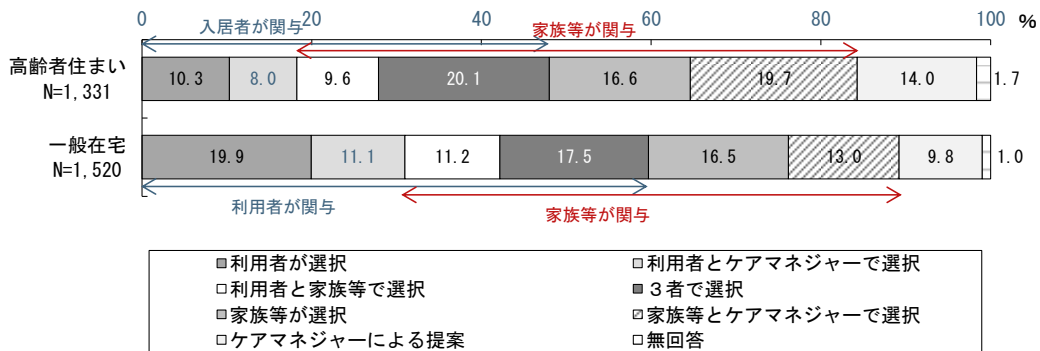 0 20 40 60 80 100 %
入居者が関与 家族等が関与
高齢者住まい
N=1,331
10.3 8.0 9.6 20.1 16.6 19.7 14.0 1.7
一般在宅
N=1,520
19.9 11.1 11.2 17.5 16.5 13.0 9.8 1.0
利用者が関与 家族等が関与
利用者が選択 利用者とケアマネジャーで選択
利用者と家族等で選択 3者で選択
家族等が選択 家族等とケアマネジャーで選択
ケアマネジャーによる提案 無回答